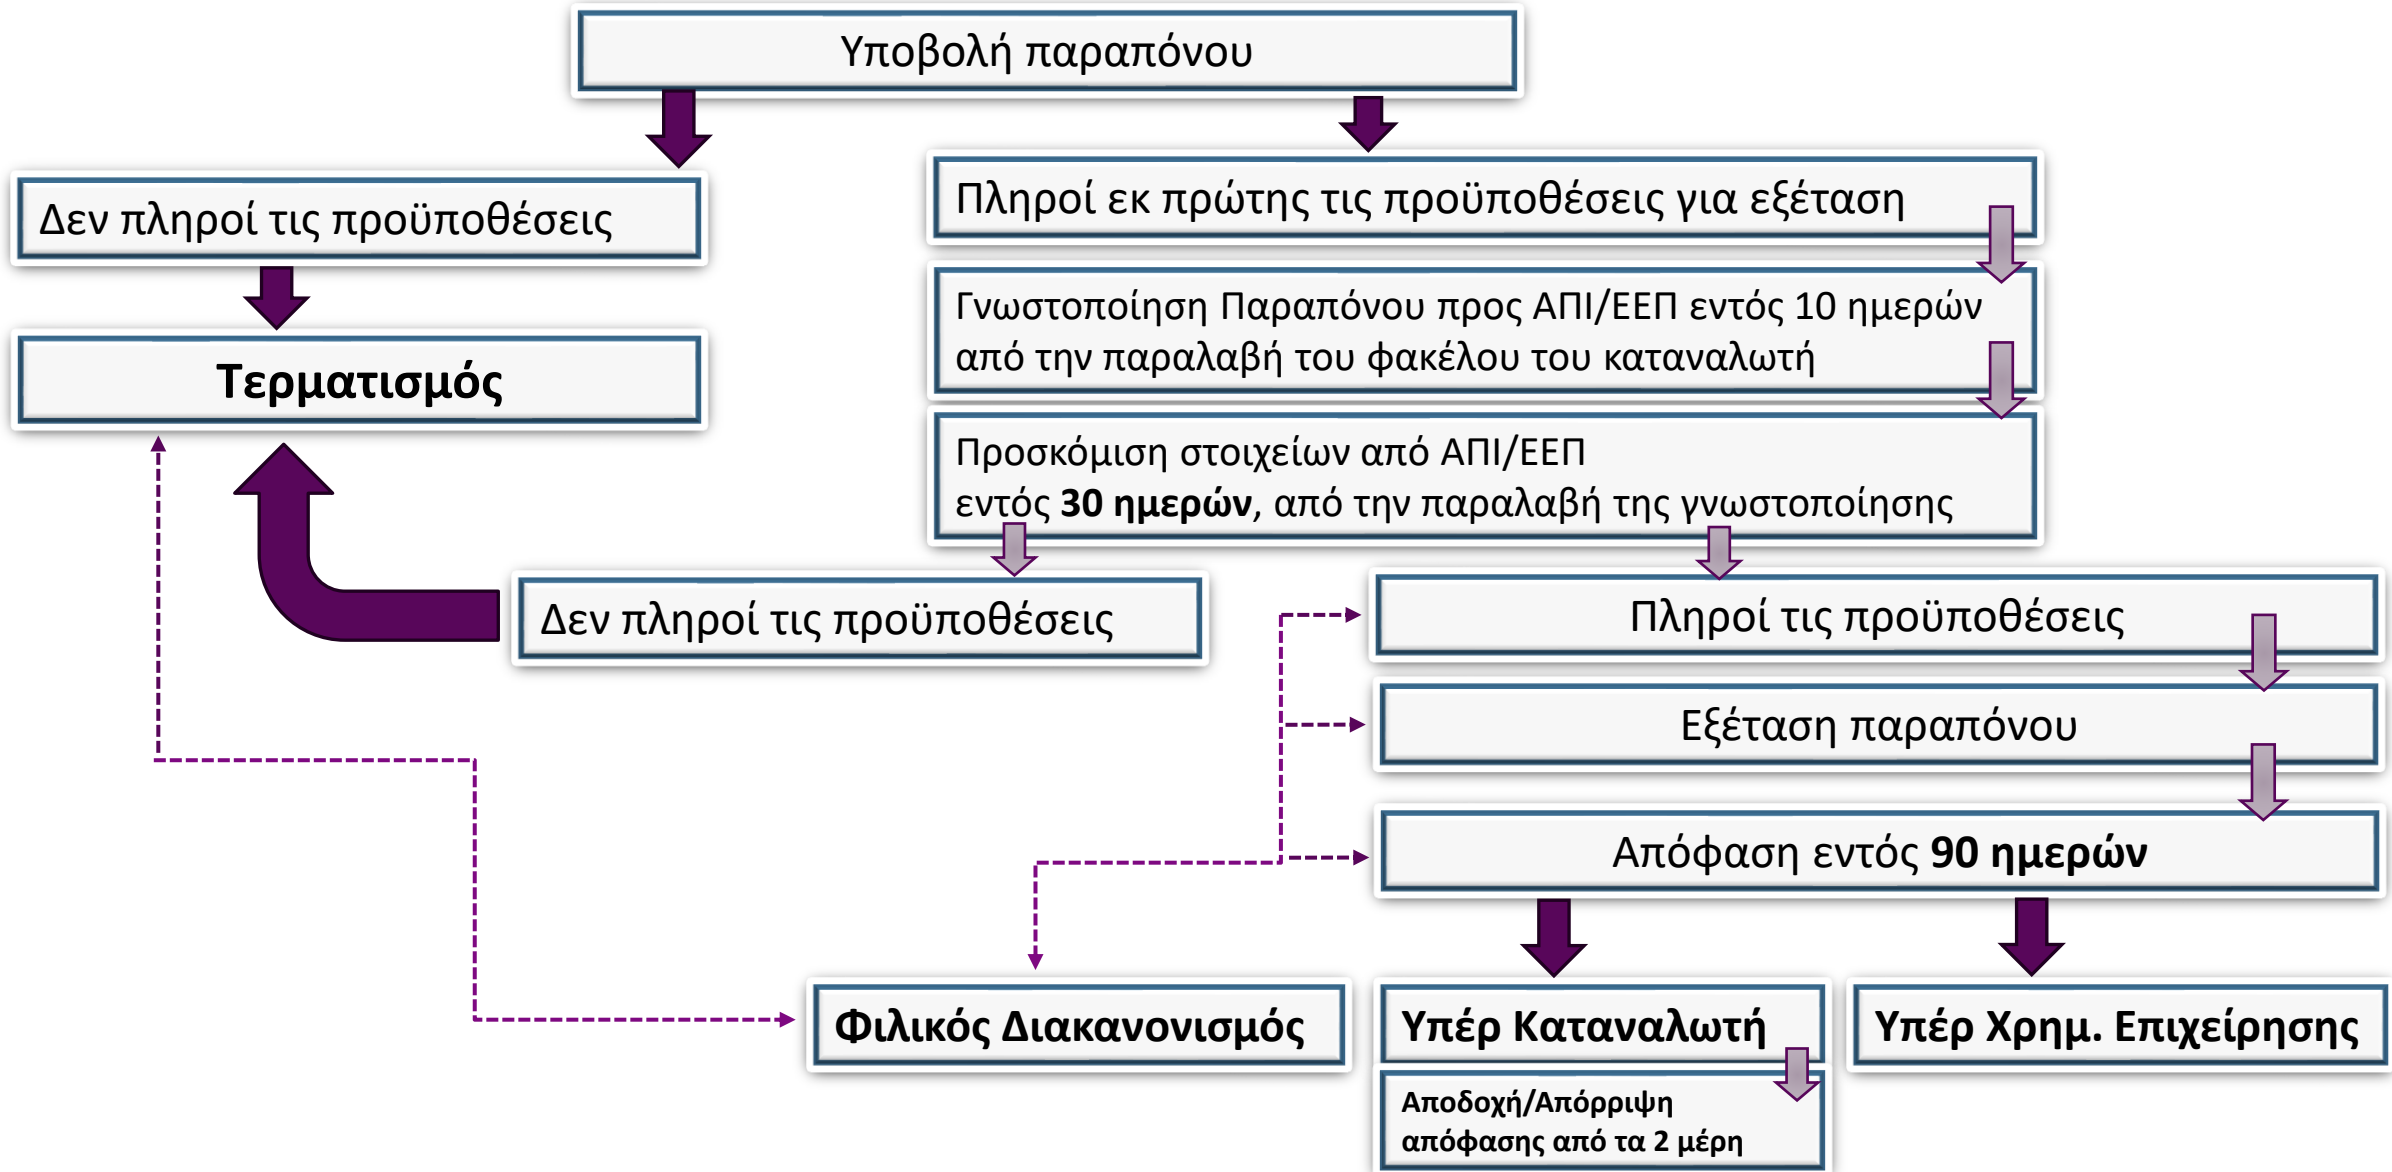 Υποβολή παραπόνου
Δεν πληροί τις προϋποθέσεις
Πληροί εκ πρώτης τις προϋποθέσεις για εξέταση
Γνωστοποίηση Παραπόνου προς ΑΠΙ/ΕΕΠ εντός 10 ημερών
από την παραλαβή του φακέλου του καταναλωτή
Τερματισμός
Προσκόμιση στοιχείων από ΑΠΙ/ΕΕΠ
εντός 30 ημερών, από την παραλαβή της γνωστοποίησης
Δεν πληροί τις προϋποθέσεις
Πληροί τις προϋποθέσεις
Εξέταση παραπόνου
Απόφαση εντός 90 ημερών
Φιλικός Διακανονισμός
Υπέρ Καταναλωτή
Υπέρ Χρημ. Επιχείρησης
Αποδοχή/Απόρριψη
απόφασης από τα 2 μέρη